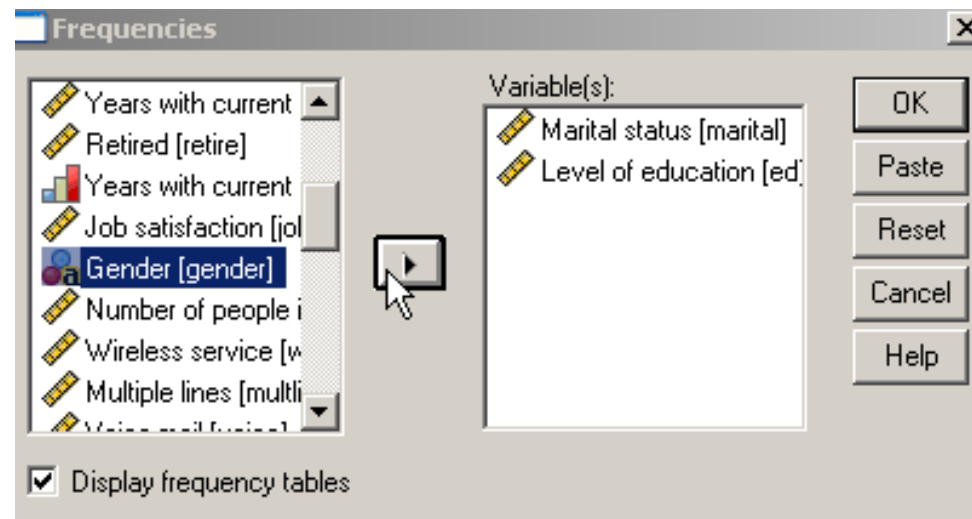 Frequencies
Years with current
Retired [retire]
Years with current
Job satisfaction [jol
Gender [gender]
Number of people i
Wireless service [w
Multiple lines [multli
Variable(s):
Marital status [marital]
Level of education [ed]
OK
Paste
Reset
Cancel
Help
Display frequency tables